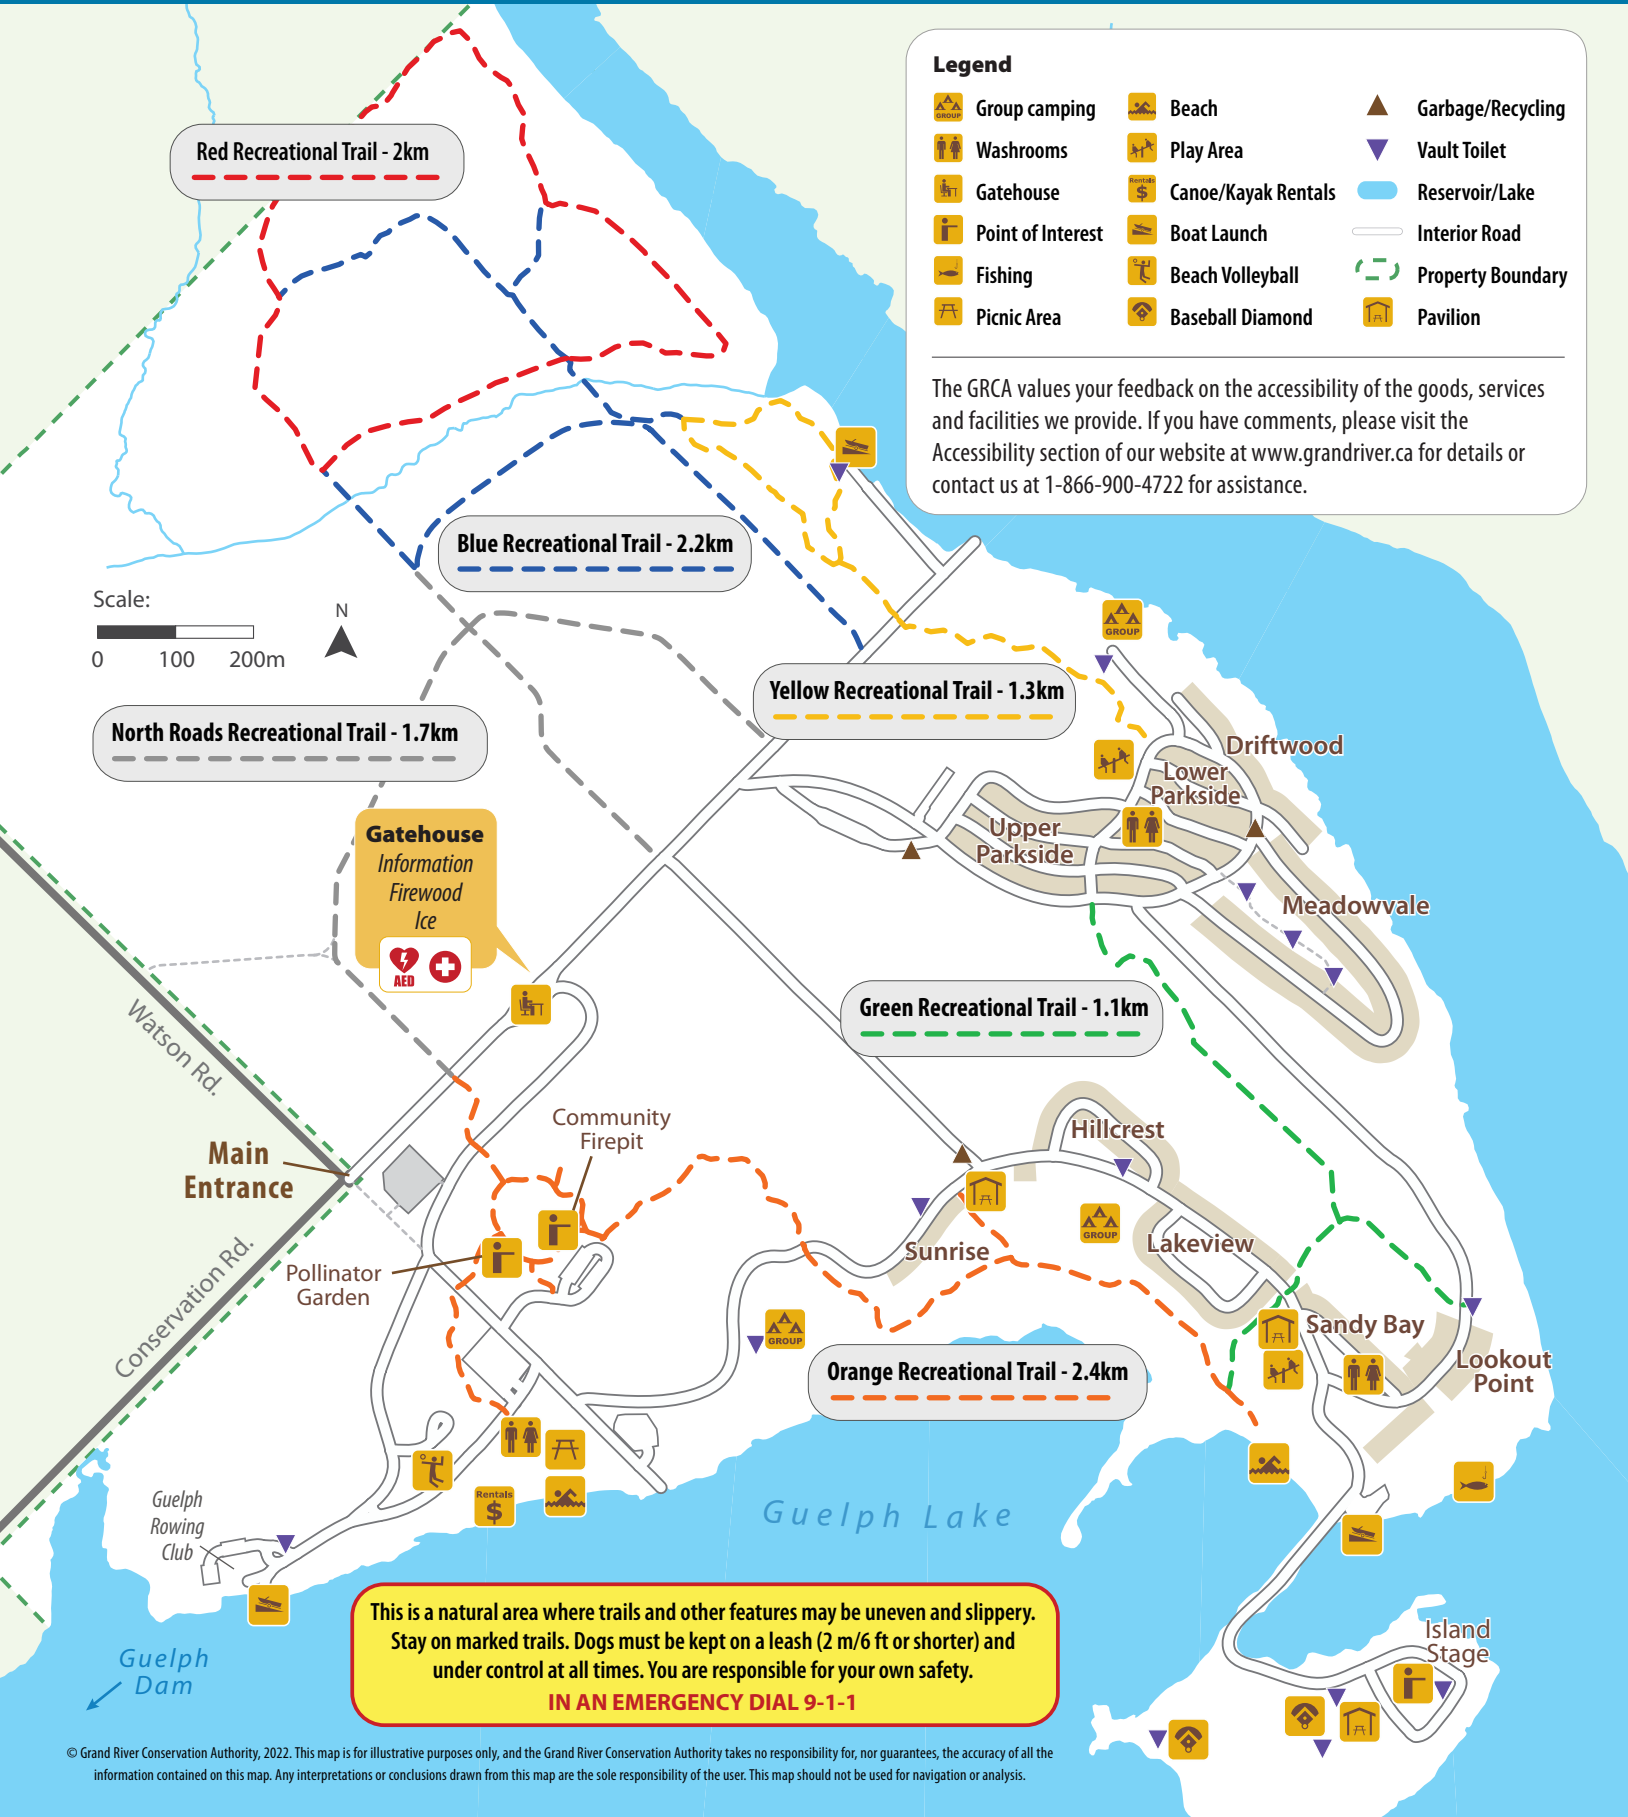 Legend
Group camping
Washrooms
Gatehouse
Point of Interest
Fishing
Picnic Area
Beach
Play Area
Rentals
$
Canoe/Kayak Rentals
Boat Launch
Beach Volleyball
Baseball Diamond
Garbage/Recycling
Vault Toilet
Reservoir/Lake
Interior Road
Property Boundary
Pavilion
GROUP
The GRCA values your feedback on the accessibility of the goods, services
and facilities we provide. If you have comments, please visit the
Accessibility section of our website at www.grandriver.ca for details or
contact us at 1-866-900-4722 for assistance.
Red Recreational Trail - 2km
Blue Recreational Trail - 2.2km
Scale:
0 100 200m
N
GROUP
Yellow Recreational Trail - 1.3km
North Roads Recreational Trail - 1.7km
Driftwood
Lower
Parkside
Upper
Parkside
Meadowvale
Gatehouse
Information
Firewood
Ice
AED
Watson Rd.
Green Recreational Trail - 1.1km
Main
Entrance
Community
Firepit
Hillcrest
GROUP
Sunrise
Lakeview
Conservation Rd.
Pollinator
Garden
GROUP
Sandy Bay
Lookout
Point
Orange Recreational Trail - 2.4km
Rentals
$
Guelph
Rowing
Club
Guelph Lake
Island
Stage
Guelph
Dam
This is a natural area where trails and other features may be uneven and slippery.
Stay on marked trails. Dogs must be kept on a leash (2 m/6 ft or shorter) and
under control at all times. You are responsible for your own safety.
IN AN EMERGENCY DIAL 9-1-1
© Grand River Conservation Authority, 2022. This map is for illustrative purposes only, and the Grand River Conservation Authority takes no responsibility for, nor guarantees, the accuracy of all the
information contained on this map. Any interpretations or conclusions drawn from this map are the sole responsibility of the user. This map should not be used for navigation or analysis.